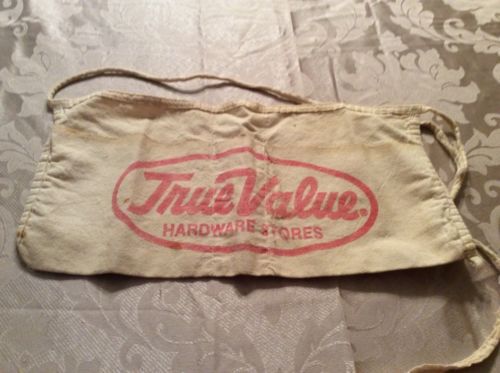 True Value.
HARDWARE STORES